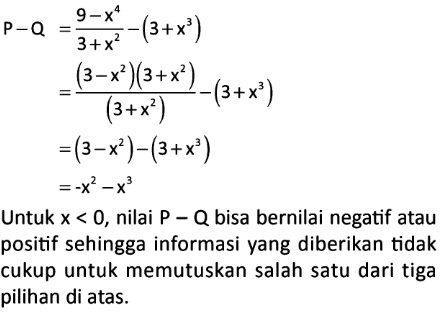 P – Q = \frac{9 - x^4}{3 + x^2} - (3 + x^3)
= \frac{(3 - x^2)(3 + x^2)}{(3 + x^2)} - (3 + x^3)
= (3 - x^2) - (3 + x^3)
= -x^2 - x^3
Untuk x < 0, nilai P – Q bisa bernilai negatif atau
positif sehingga informasi yang diberikan tidak
cukup untuk memutuskan salah satu dari tiga
pilihan di atas.